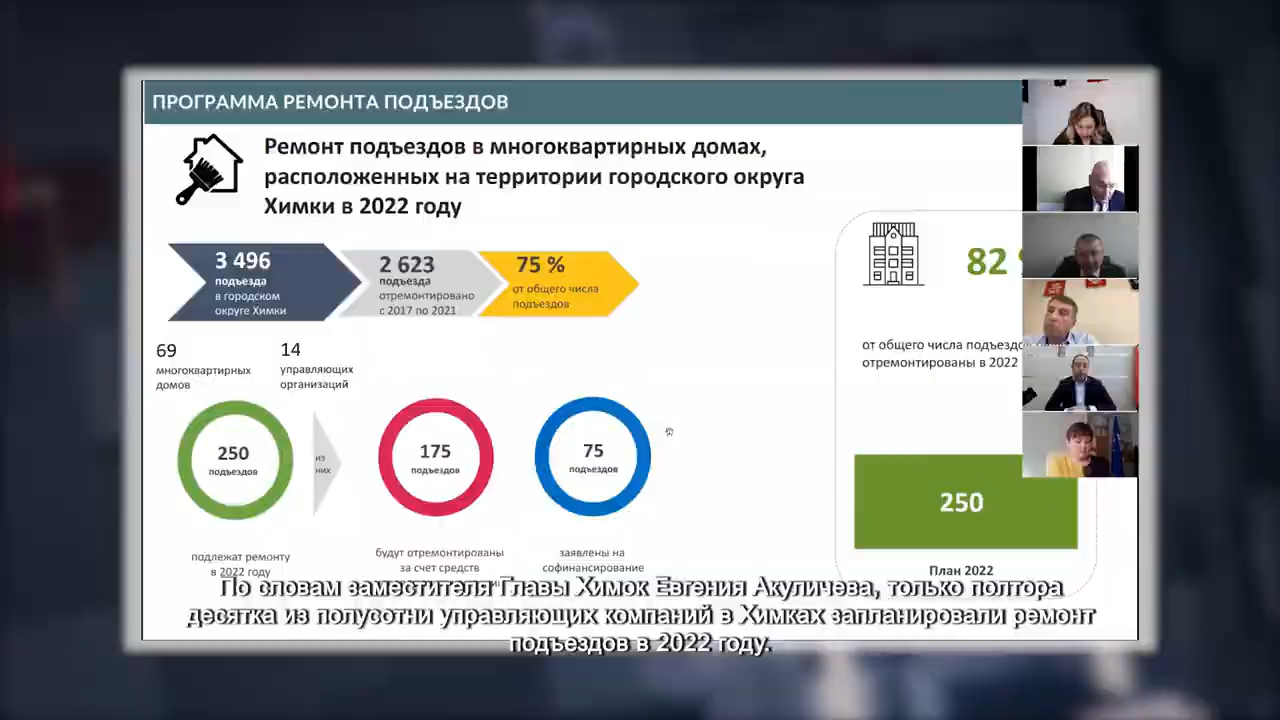 ПРОГРАММА РЕМОНТА ПОДЪЕЗДОВ
Ремонт подъездов в многоквартирных домах,
расположенных на территории городского округа
Химки в 2022 году
3 496
подъезда
в городском
округе Химки
2 623
подъезда
отремонтировано
с 2017 по 2021
75 %
от общего числа
подъездов
82
от общего числа
отремонтированы в 2022
69
многоквартирных
домов
14
управляющих
организаций
250
подъездов
из
них
175
подъездов
75
подъездов
250
План 2022
подлежат ремонту
в 2022 году
будут отремонтированы
за счет средств
заявлены на
софинансирование
По словам заместителя Главы Химок Евгения Акуличева, только полтора
десятка из полусотни управляющих компаний в Химках запланировали ремонт
подъездов в 2022 году.